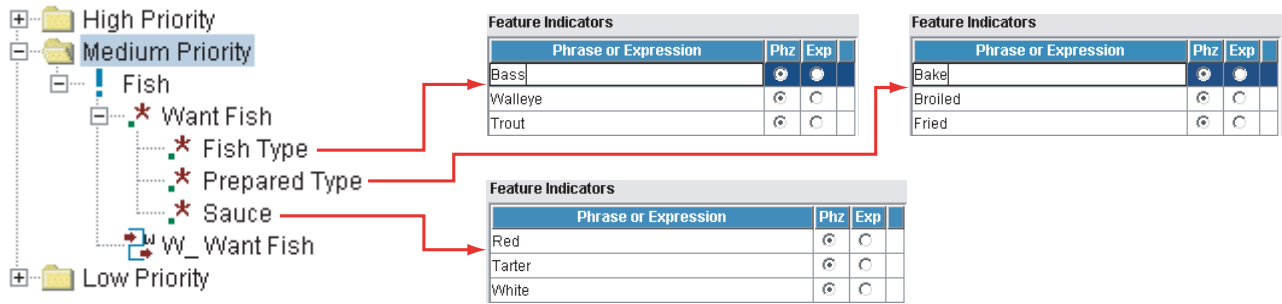 High Priority
Medium Priority
Fish
Want Fish
Fish Type
Prepared Type
Sauce
W_ Want Fish
Low Priority
Feature Indicators
Phrase or Expression Phz Exp
Bass
Walleye
Trout
Feature Indicators
Phrase or Expression Phz Exp
Bake
Broiled
Fried
Feature Indicators
Phrase or Expression Phz Exp
Red
Tarter
White